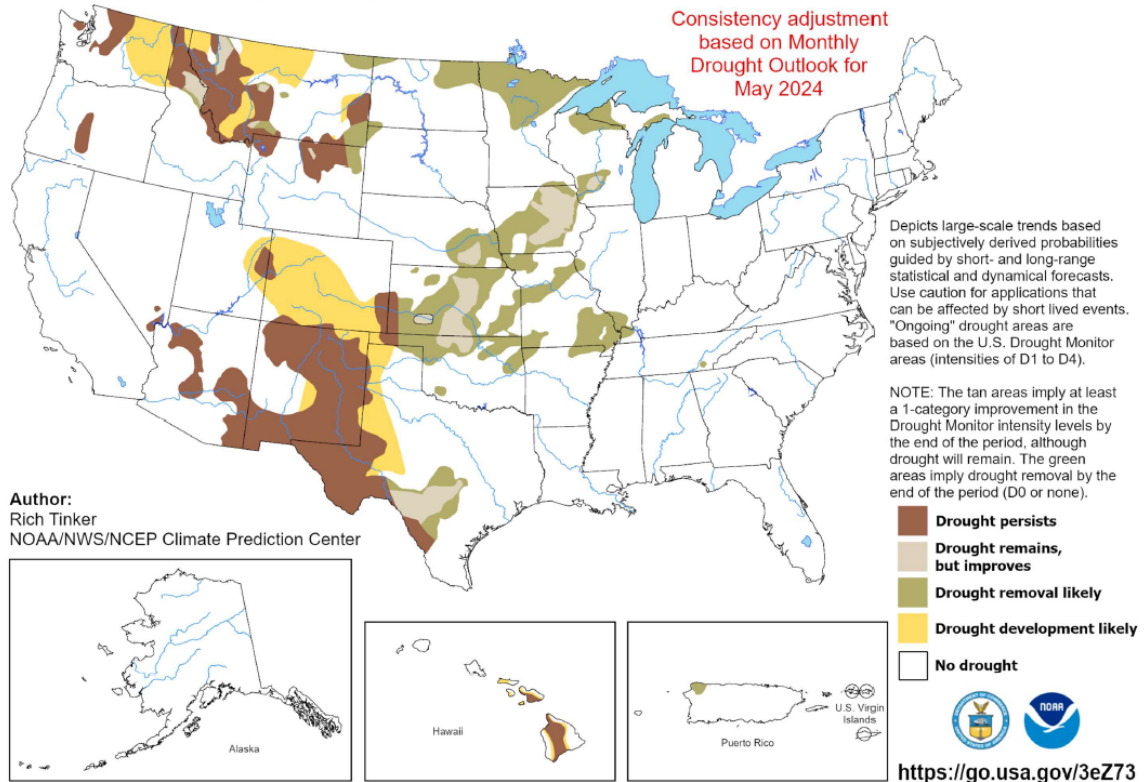 Consistency adjustment
based on Monthly
Drought Outlook for
May 2024
Depicts large-scale trends based
on subjectively derived probabilities
guided by short- and long-range
statistical and dynamical forecasts.
Use caution for applications that
can be affected by short lived events.
"Ongoing" drought areas are
based on the U.S. Drought Monitor
areas (intensities of D1 to D4).
NOTE: The tan areas imply at least
a 1-category improvement in the
Drought Monitor intensity levels by
the end of the period, although
drought will remain. The green
areas imply drought removal by the
end of the period (D0 or none).
Author:
Rich Tinker
NOAA/NWS/NCEP Climate Prediction Center
Drought persists
Drought remains,
but improves
Drought removal likely
Drought development likely
No drought
Alaska
Hawaii
Puerto Rico
U.S. Virgin
Islands
NOAA
https://go.usa.gov/3eZ73